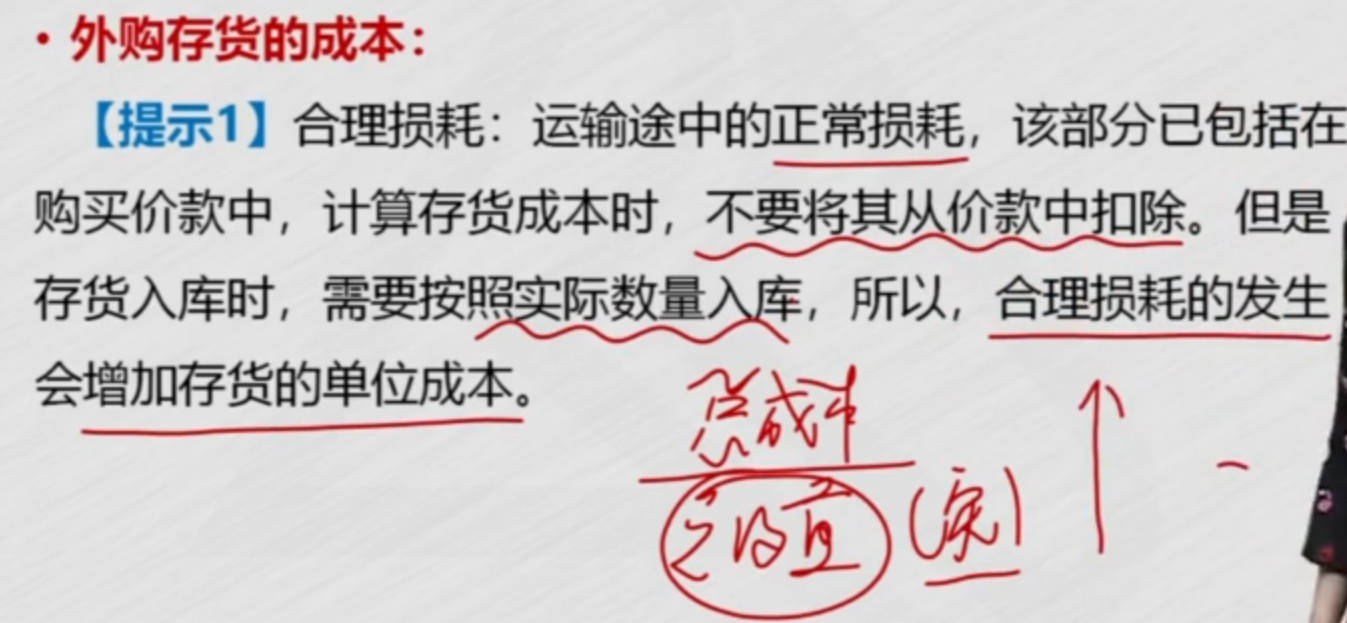 • 外购存货的成本：
【提示1】合理损耗：运输途中的正常损耗，该部分已包括在
购买价款中，计算存货成本时，不要将其从价款中扣除。但是
存货入库时，需要按照实际数量入库，所以，合理损耗的发生
会增加存货的单位成本。
总成本
（实）